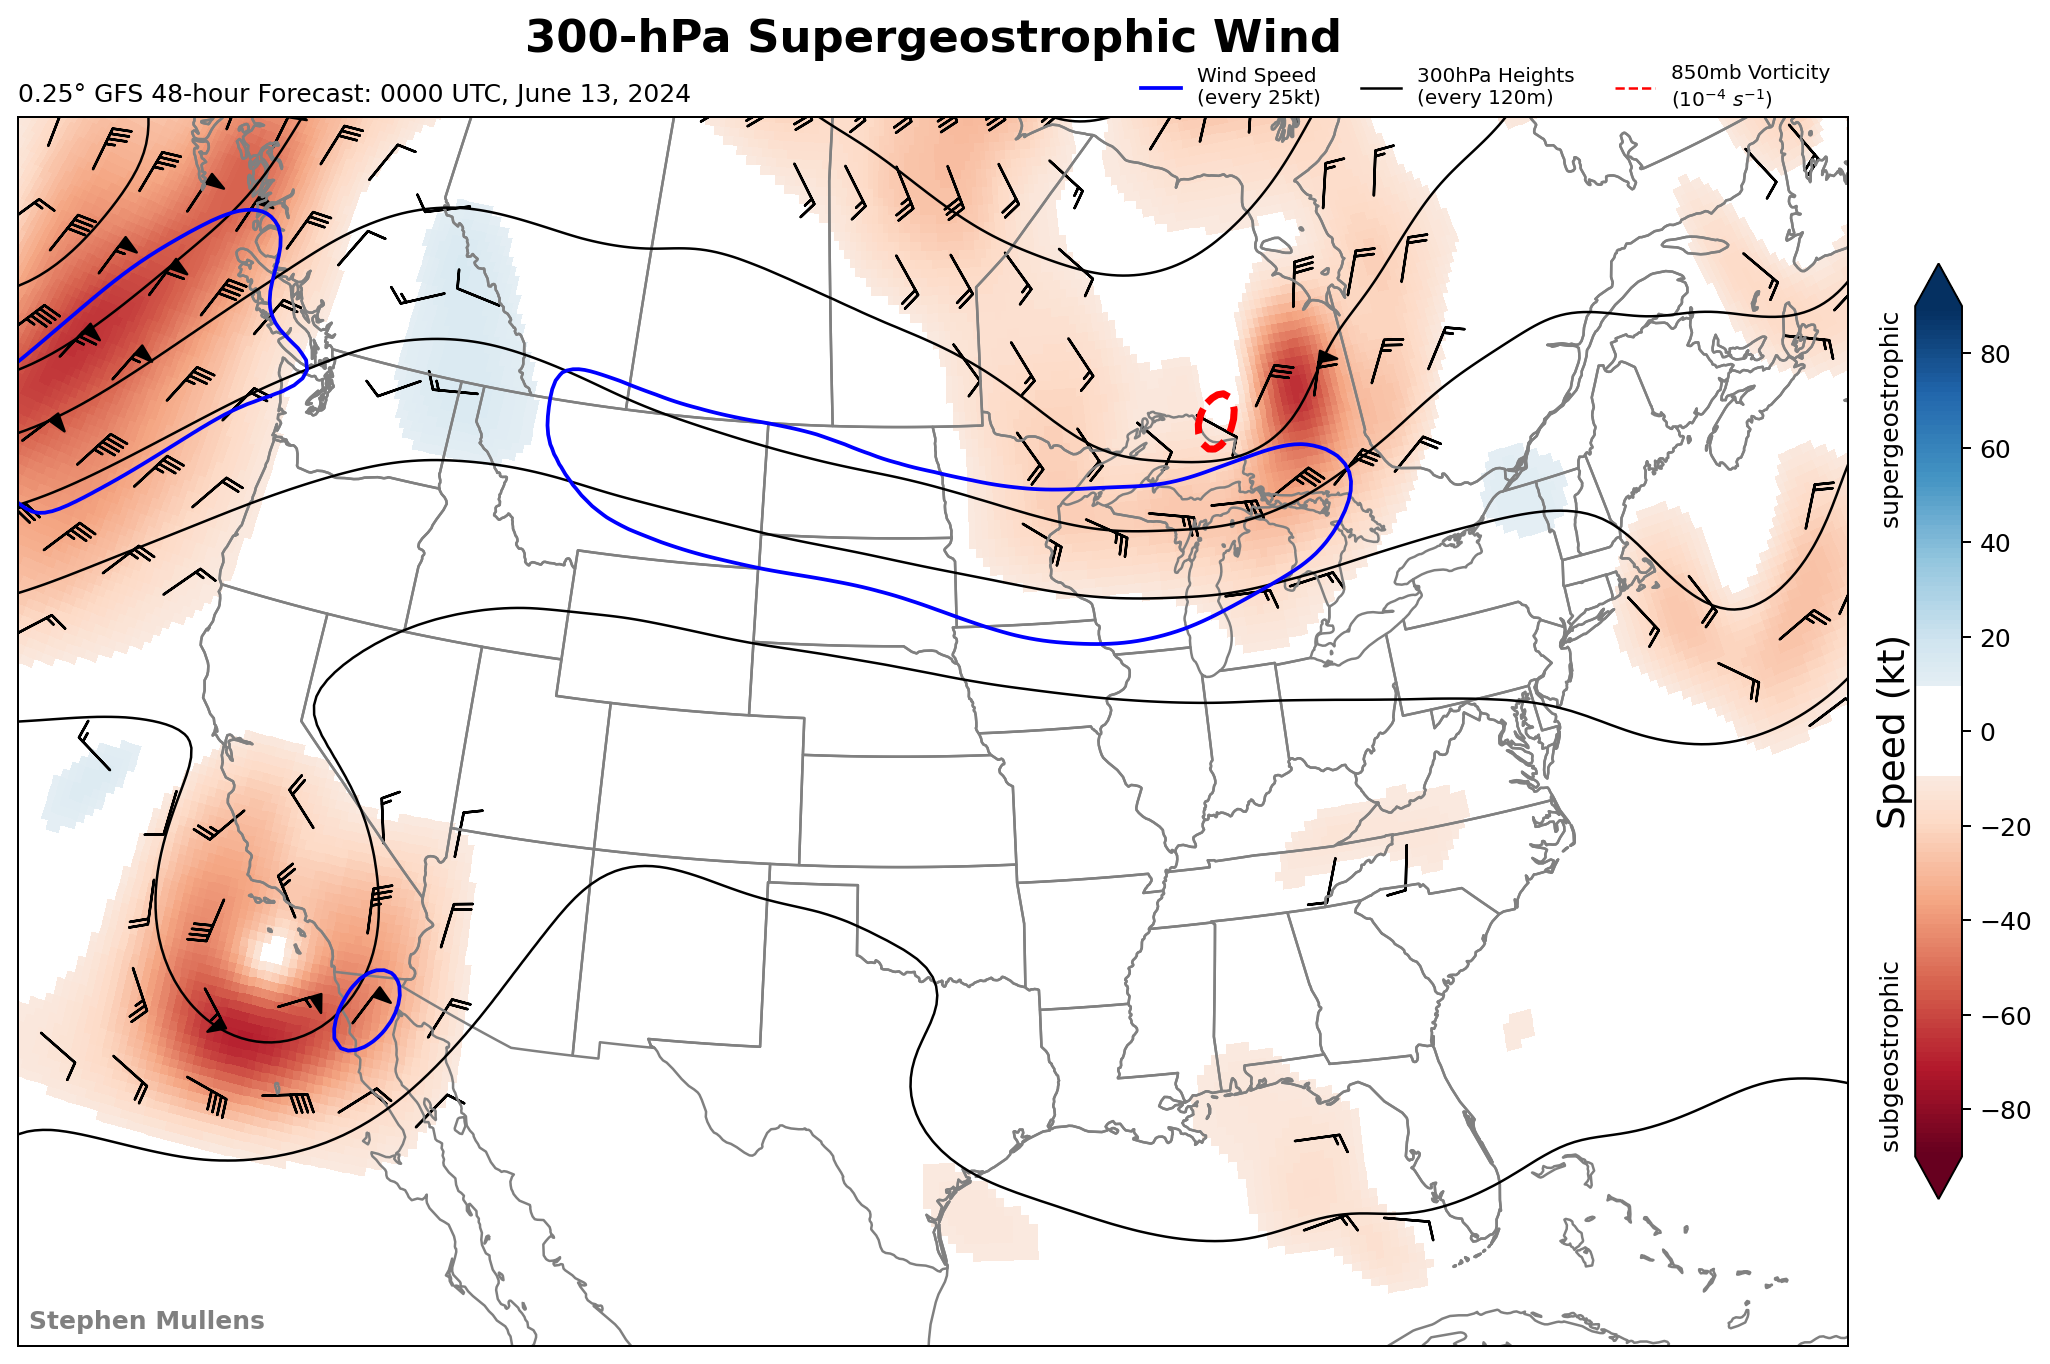 300-hPa Supergeostrophic Wind
0.25° GFS 48-hour Forecast: 0000 UTC, June 13, 2024
Wind Speed
(every 25kt)
300hPa Heights
(every 120m)
850mb Vorticity
(10⁻⁴ s⁻¹)
supergeostrophic
Speed (kt)
subgeostrophic
80
60
40
20
0
−20
−40
−60
−80
Stephen Mullens